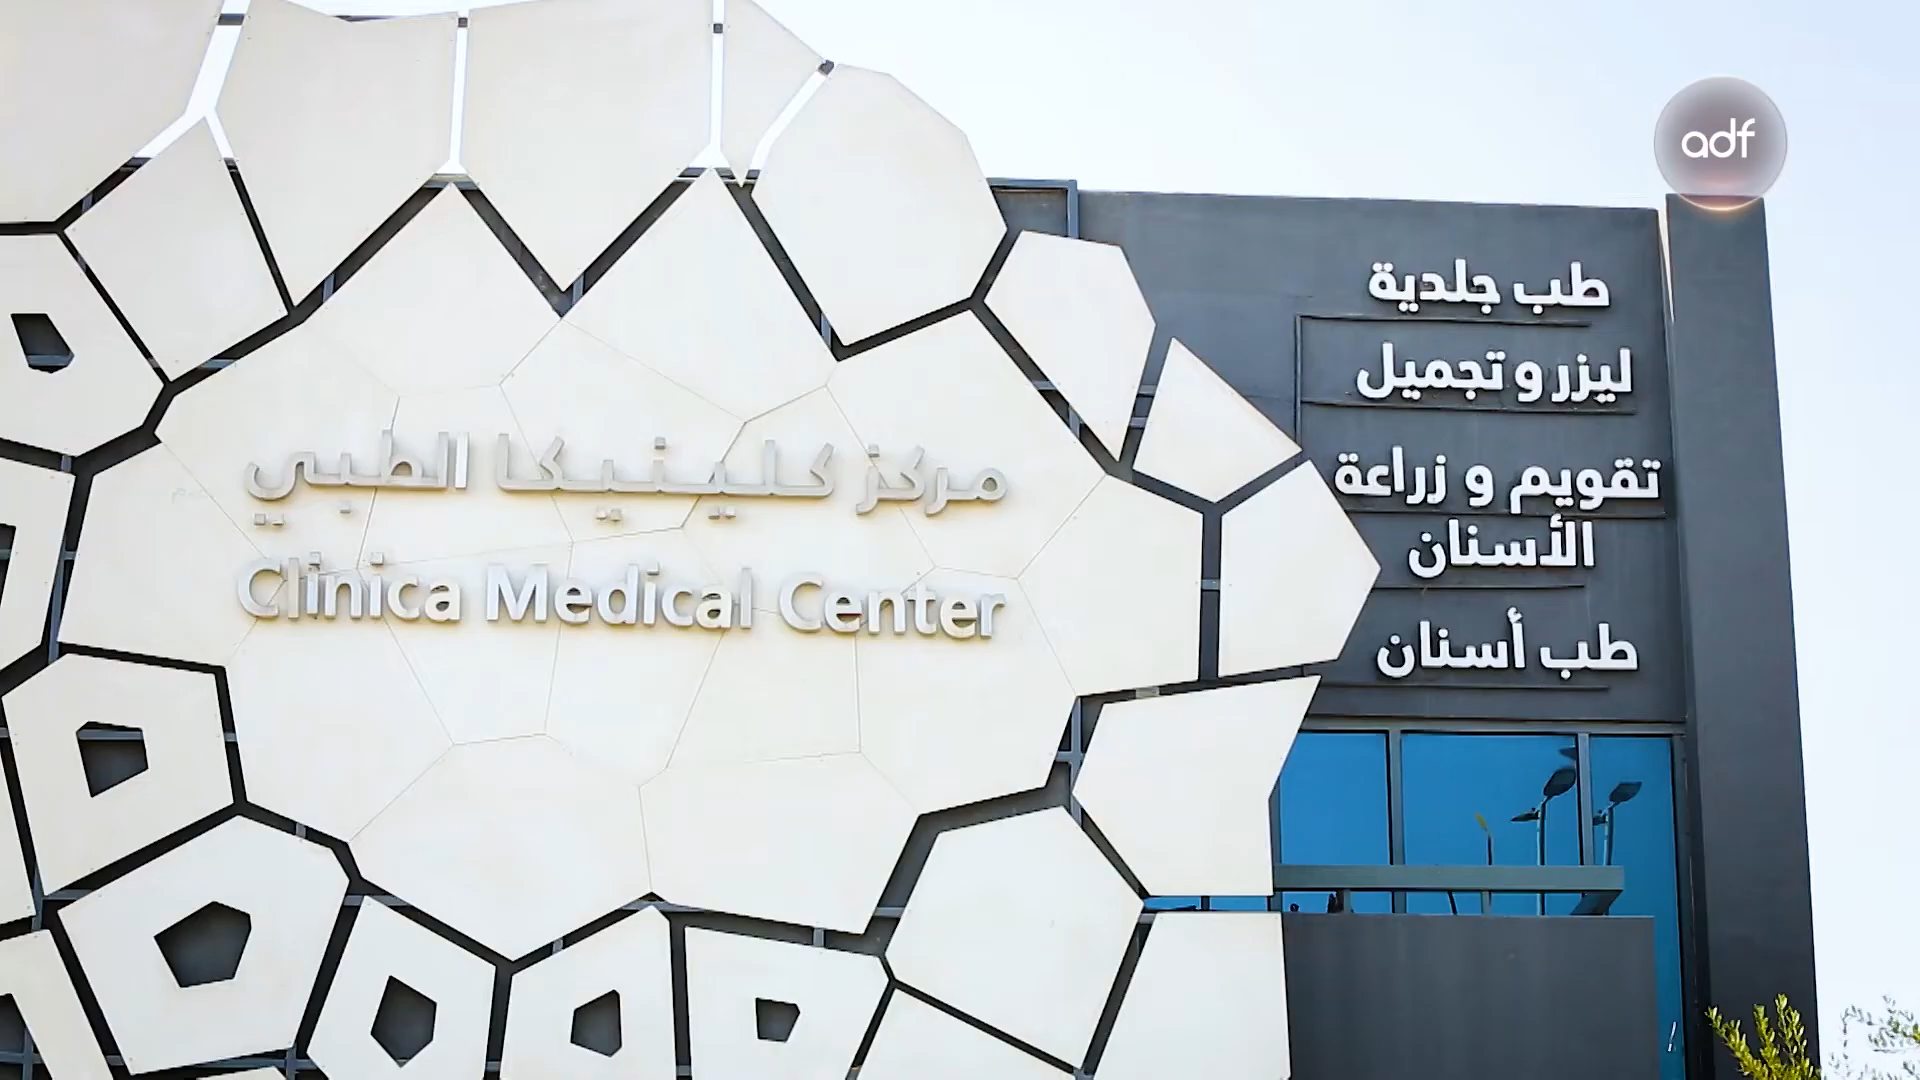 مركز كلينيكا الطبي
Clinica Medical Center
طب جلدية
ليزر و تجميل
تقويم و زراعة
الأسنان
طب أسنان
adf